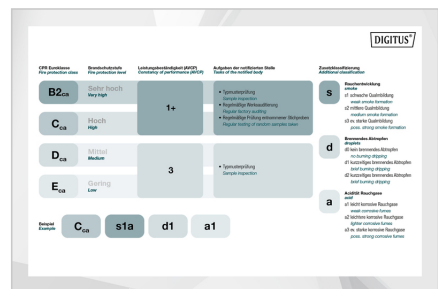 DIGITUS®
CPR Euroklasse
Fire protection class
Brandschutzstufe
Fire protection level
Leistungsbeständigkeit (AVCP)
Constancy of performance (AVCP)
Aufgaben der notifizierten Stelle
Tasks of the notified body
Zusatzklassifizierung
Additional classification
B2ca
Sehr hoch
Very high
Cca
Hoch
High
1+
• Typmusterprüfung
Sample inspection
• Regelmäßige Werksauditierung
Regular factory auditing
• Regelmäßige Prüfung entnommener Stichproben
Regular testing of random samples taken
Dca
Mittel
Medium
Eca
Gering
Low
3
• Typmusterprüfung
Sample inspection
s
Rauchentwicklung
smoke
s1 schwache Qualmbildung
weak smoke formation
s2 mittlere Qualmbildung
medium smoke formation
s3 ev. starke Qualmbildung
poss. strong smoke formation
d
Brennendes Abtropfen
droplets
d0 kein brennendes Abtropfen
no burning dripping
d1 kurzzeitiges brennendes Abtropfen
brief burning dripping
d2 kurzzeitiges brennendes Abtropfen
brief burning dripping
a
Acidität Rauchgase
acid
a1 leicht korrosive Rauchgase
weak corrosive fumes
a2 leichtere korrosive Rauchgase
lighter corrosive fumes
a3 ev. starke korrosive Rauchgase
poss. strong corrosive fumes
Beispiel
Example
Cca
s1a
d1
a1